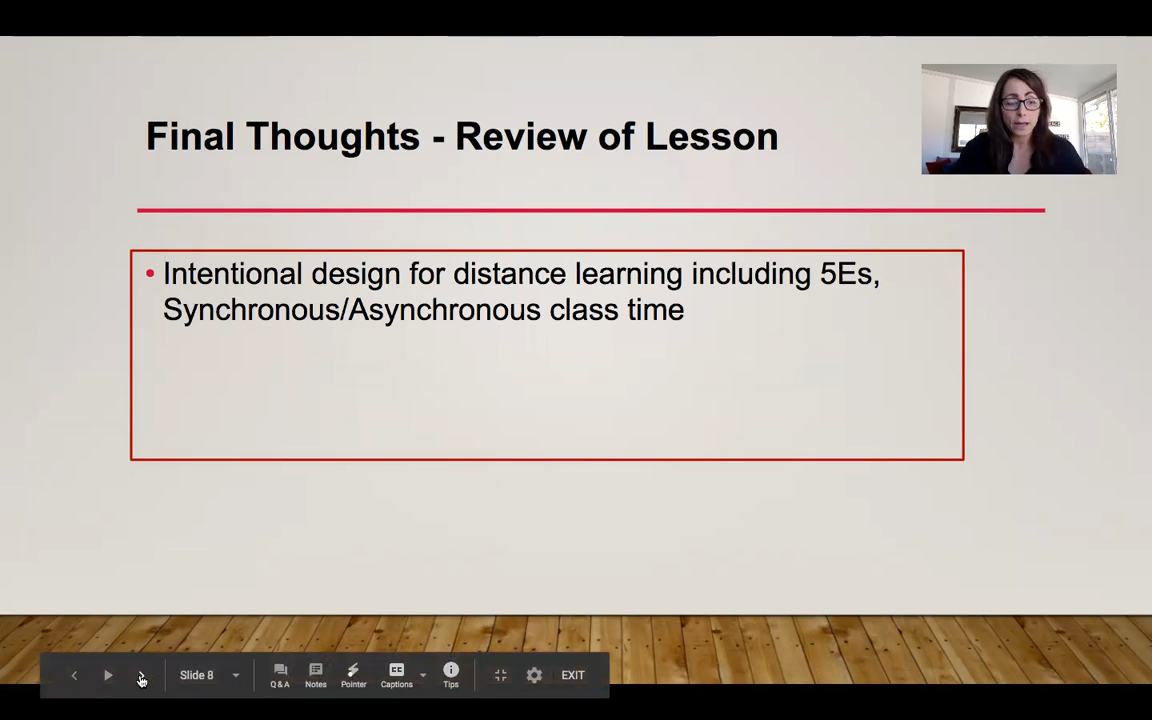 Final Thoughts - Review of Lesson
• Intentional design for distance learning including 5Es,
Synchronous/Asynchronous class time
Slide 8
Q & A
Notes
Pointer
Captions
Tips
EXIT